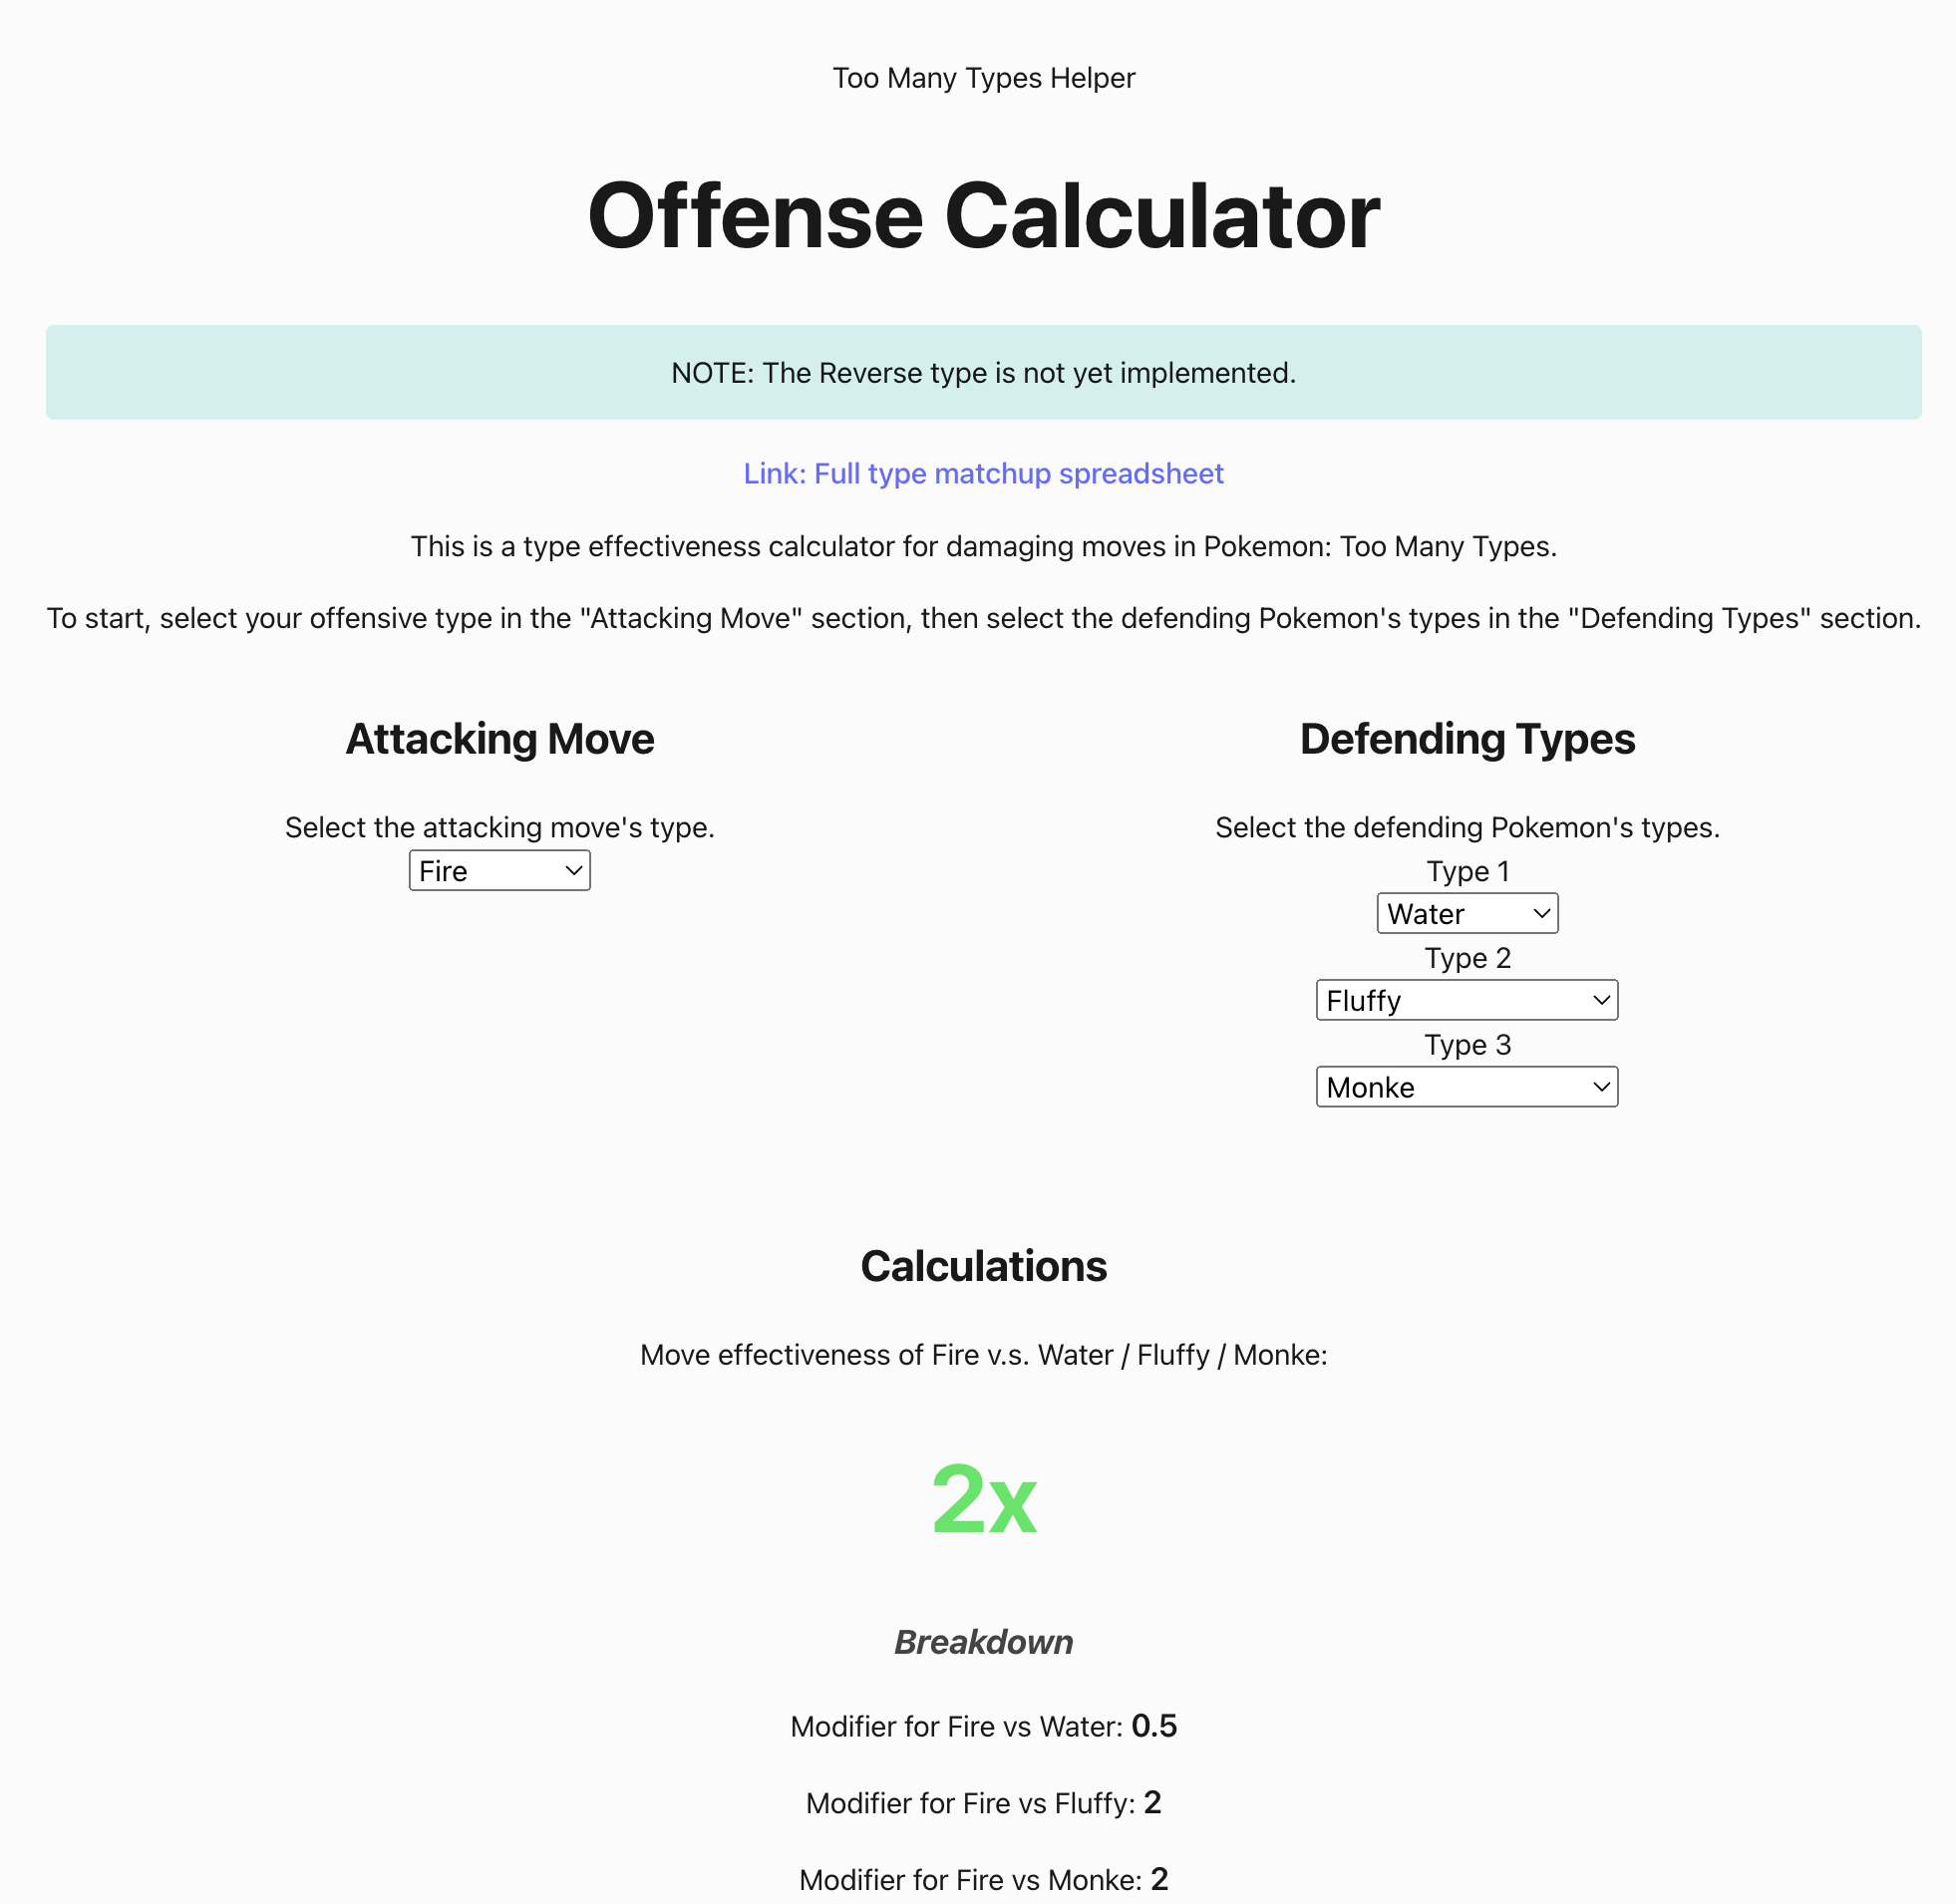 Too Many Types Helper
Offense Calculator
NOTE: The Reverse type is not yet implemented.
Link: Full type matchup spreadsheet
This is a type effectiveness calculator for damaging moves in Pokemon: Too Many Types.
To start, select your offensive type in the "Attacking Move" section, then select the defending Pokemon's types in the "Defending Types" section.
Attacking Move
Select the attacking move's type.
Fire
Defending Types
Select the defending Pokemon's types.
Type 1
Water
Type 2
Fluffy
Type 3
Monke
Calculations
Move effectiveness of Fire v.s. Water / Fluffy / Monke:
2x
Breakdown
Modifier for Fire vs Water: 0.5
Modifier for Fire vs Fluffy: 2
Modifier for Fire vs Monke: 2